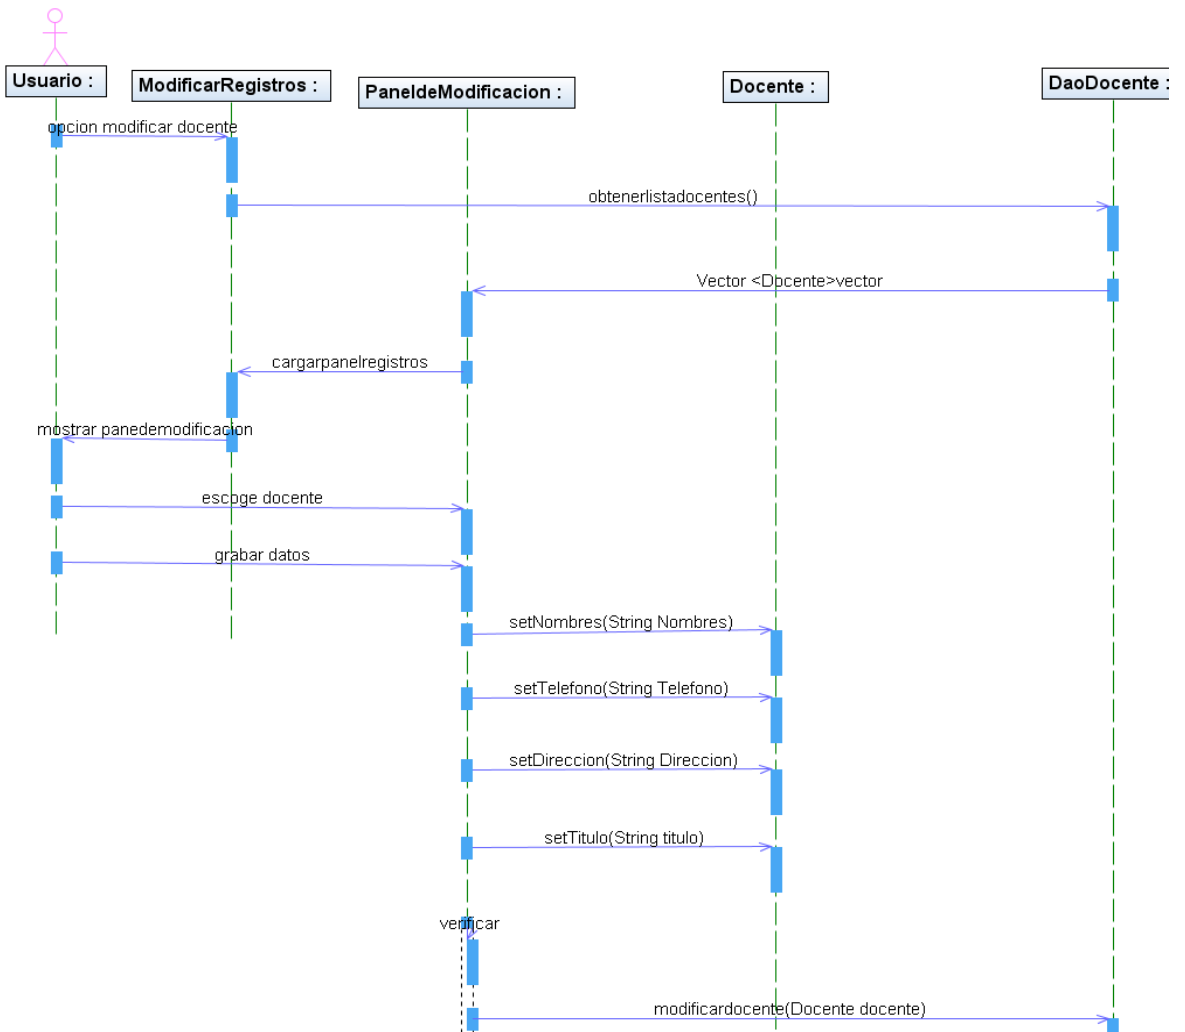 Usuario :
ModificarRegistros :
PaneldeModificacion :
Docente :
DaoDocente :
opcion modificar docente
obtenerlistadocentes()
Vector <Docente>vector
cargarpanelregistros
mostrar panedemodificacion
escoge docente
grabar datos
setNombres(String Nombres)
setTelefono(String Telefono)
setDireccion(String Direccion)
setTitulo(String titulo)
verificar
modificardocente(Docente docente)